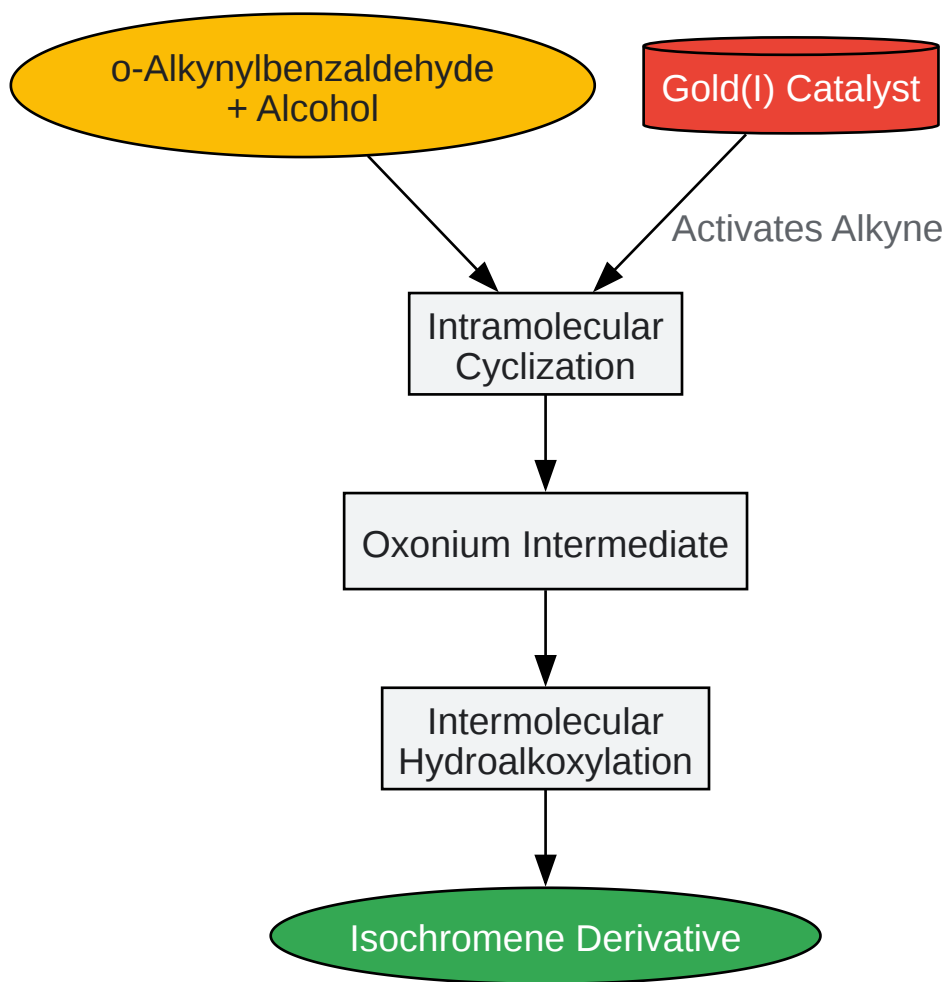 o-Alkynylbenzaldehyde
+ Alcohol
Gold(I) Catalyst
Activates Alkyne
Intramolecular
Cyclization
Oxonium Intermediate
Intermolecular
Hydroalkoxylation
Isochromene Derivative